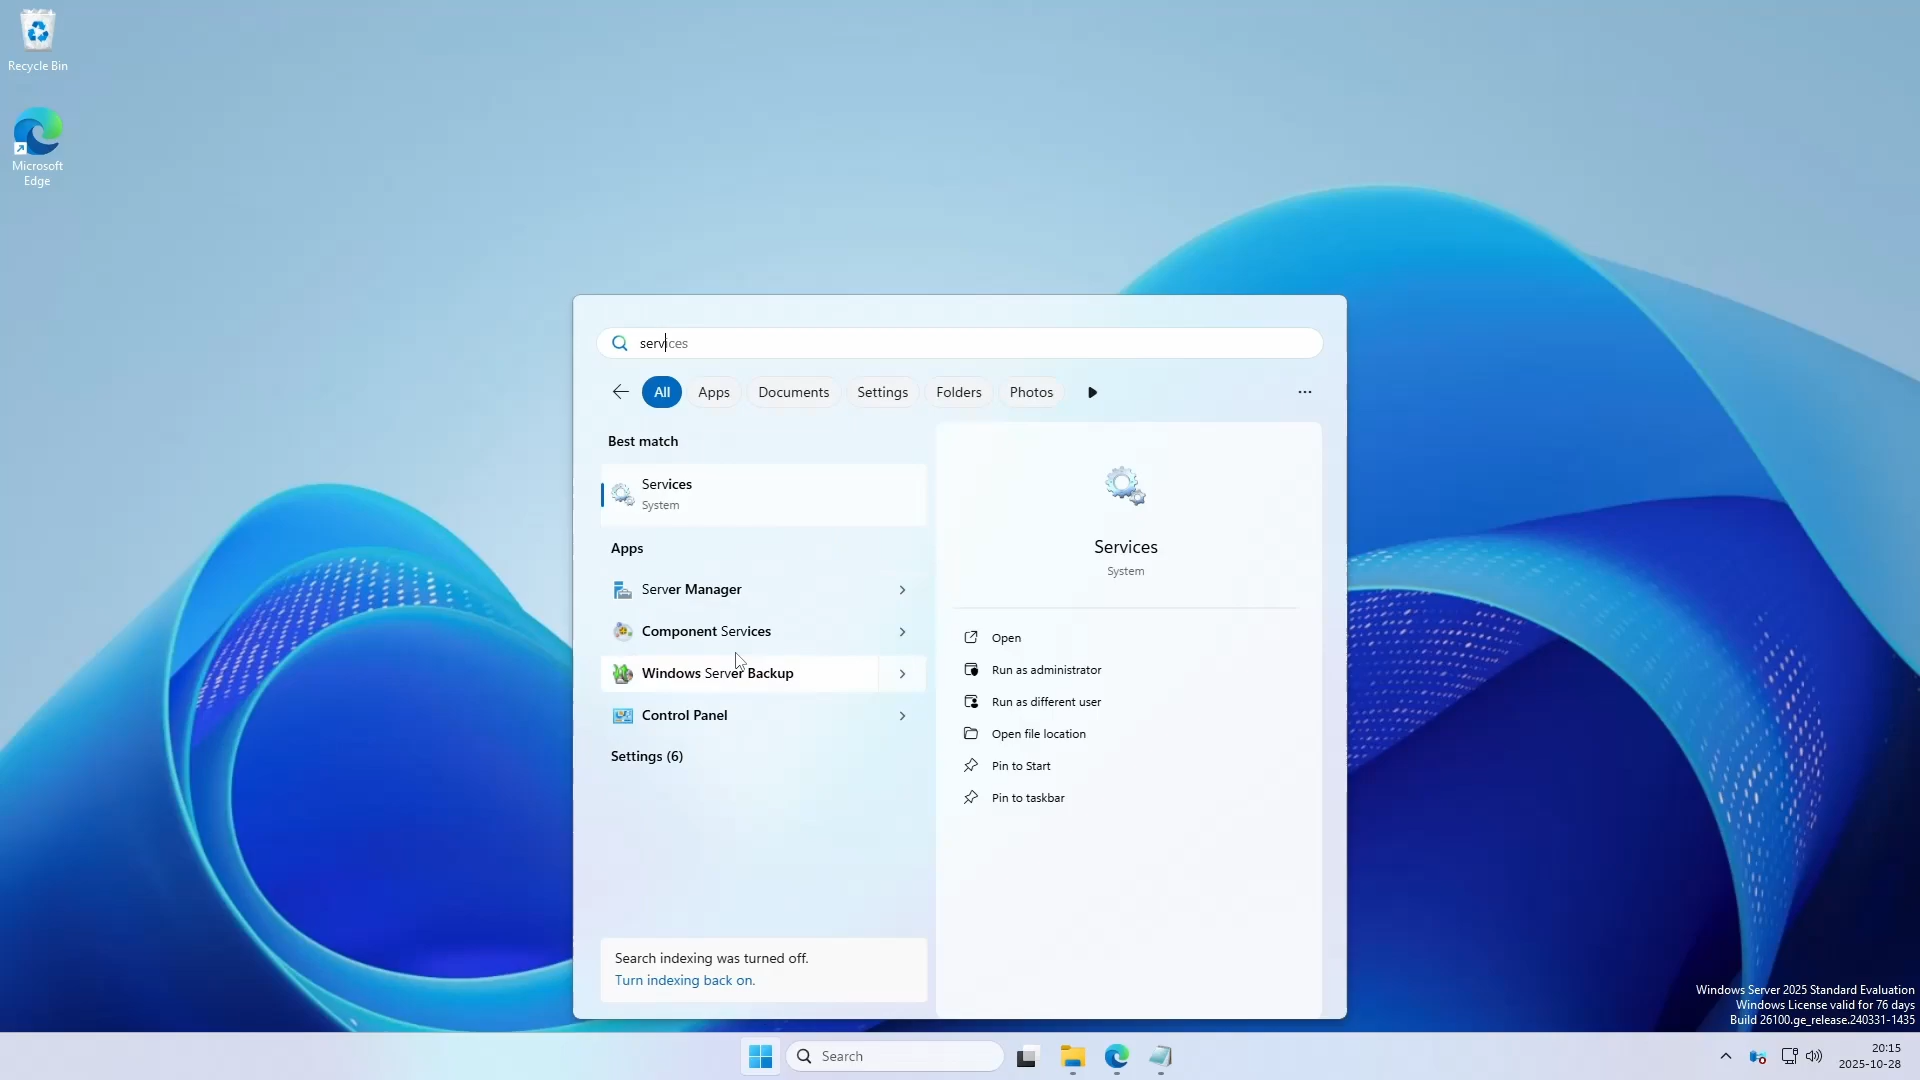 Recycle Bin
Microsoft
Edge
services
All
Apps
Documents
Settings
Folders
Photos
Best match
Services
System
Apps
Server Manager
Component Services
Windows Server Backup
Control Panel
Settings (6)
Search indexing was turned off.
Turn indexing back on.
Services
System
Open
Run as administrator
Run as different user
Open file location
Pin to Start
Pin to taskbar
Windows Server 2025 Standard Evaluation
Windows License valid for 76 days
Build 26100.ge_release.240331-1435
Search
20:15
2025-10-28